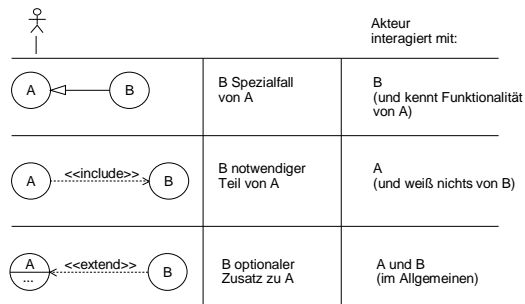 Akteur
interagiert mit:
A
B
B Spezialfall
von A
B
(und kennt Funktionalität
von A)
A
<<include>>
B
B notwendiger
Teil von A
A
(und weiß nichts von B)
A
...
<<extend>>
B
B optionaler
Zusatz zu A
A und B
(im Allgemeinen)